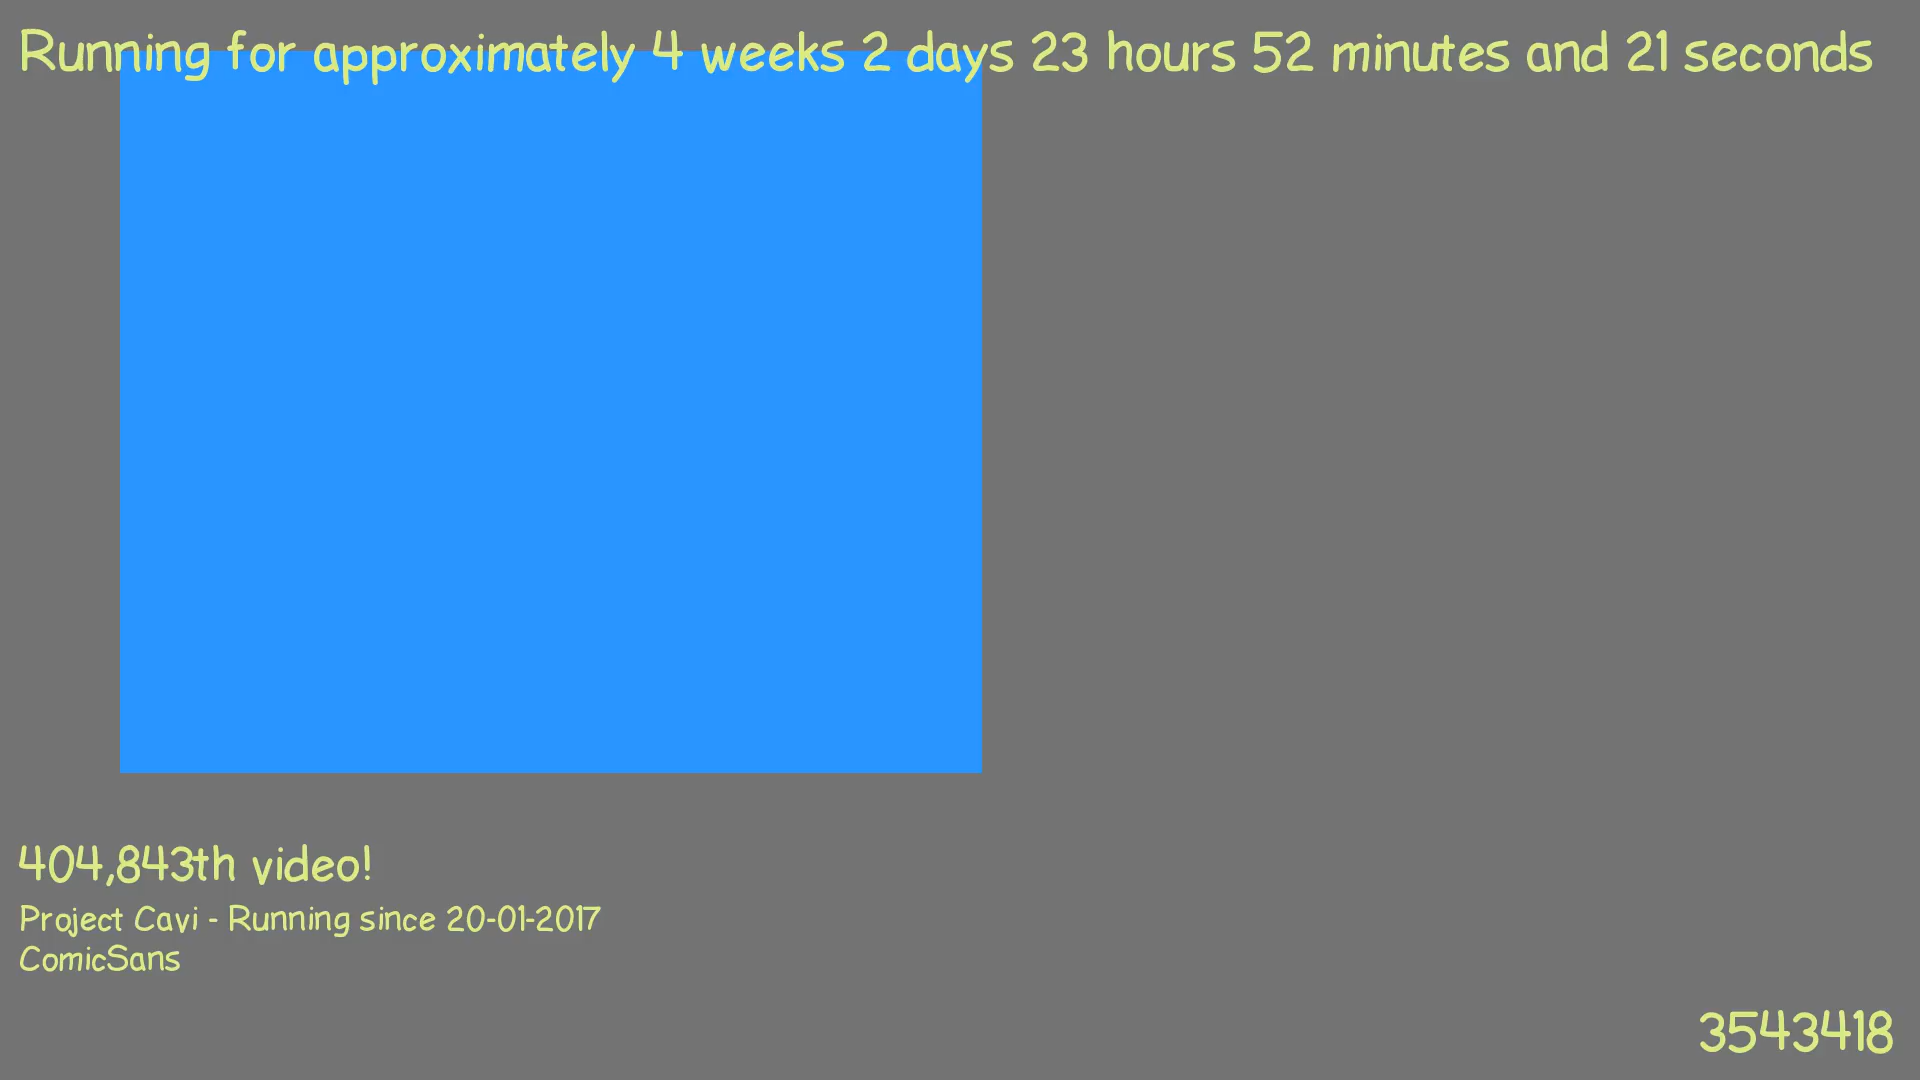 Running for approximately 4 weeks 2 days 23 hours 52 minutes and 21 seconds
404,843th video!
Project Cavi - Running since 20-01-2017
ComicSans
3543418